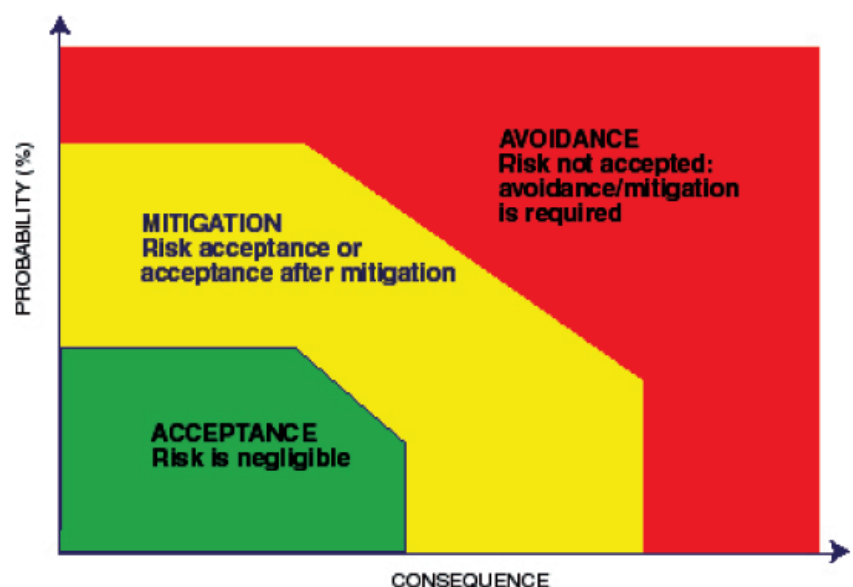 PROBABILITY (%)
AVOIDANCE
Risk not accepted:
avoidance/mitigation
is required
MITIGATION
Risk acceptance or
acceptance after mitigation
ACCEPTANCE
Risk is negligible
CONSEQUENCE